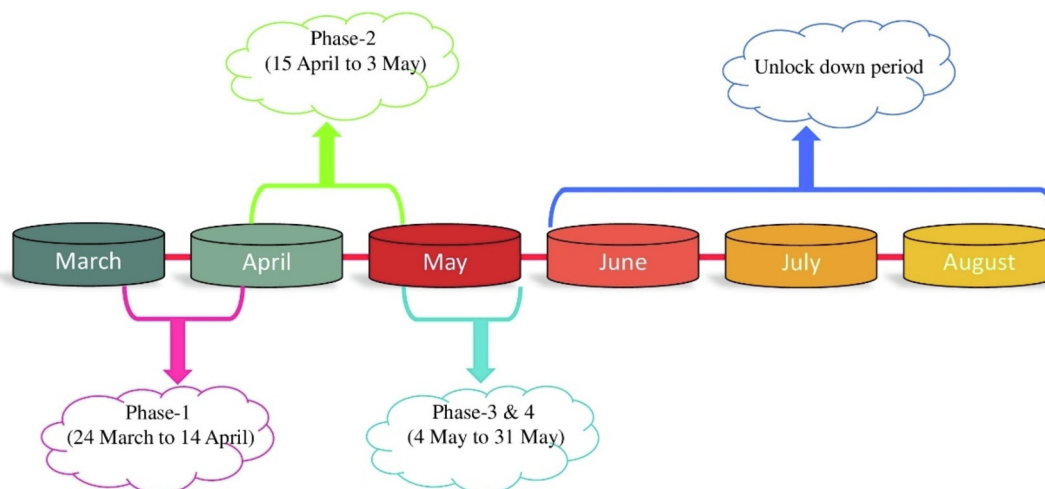 Phase-2
(15 April to 3 May)
Unlock down period
March
April
May
June
July
August
Phase-1
(24 March to 14 April)
Phase-3 & 4
(4 May to 31 May)